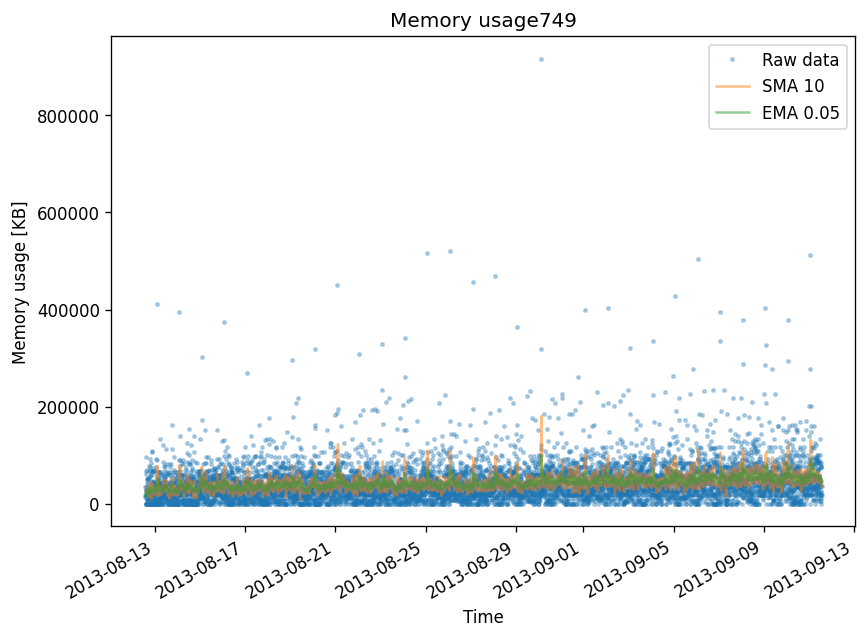 Memory usage749
Raw data
SMA 10
EMA 0.05
Memory usage [KB]
800000
600000
400000
200000
0
2013-08-13
2013-08-17
2013-08-21
2013-08-25
2013-08-29
2013-09-01
2013-09-05
2013-09-09
2013-09-13
Time